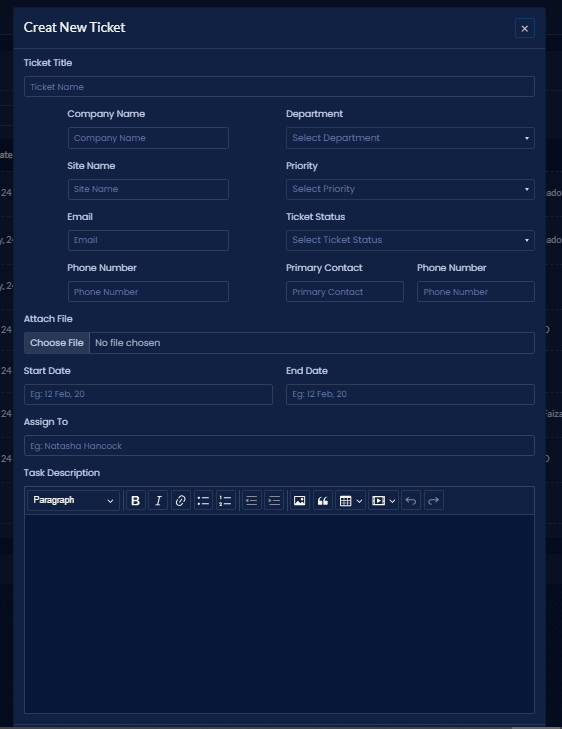 Creat New Ticket
Ticket Title
Ticket Name
Company Name Department
Company Name Select Department
Site Name Priority
Site Name Select Priority
Email Ticket Status
Email Select Ticket Status
Phone Number Primary Contact Phone Number
Phone Number Primary Contact Phone Number
Attach File
Choose File No file chosen
Start Date End Date
Eg: 12 Feb, 20 Eg: 12 Feb, 20
Assign To
Eg: Natasha Hancock
Task Description
Paragraph